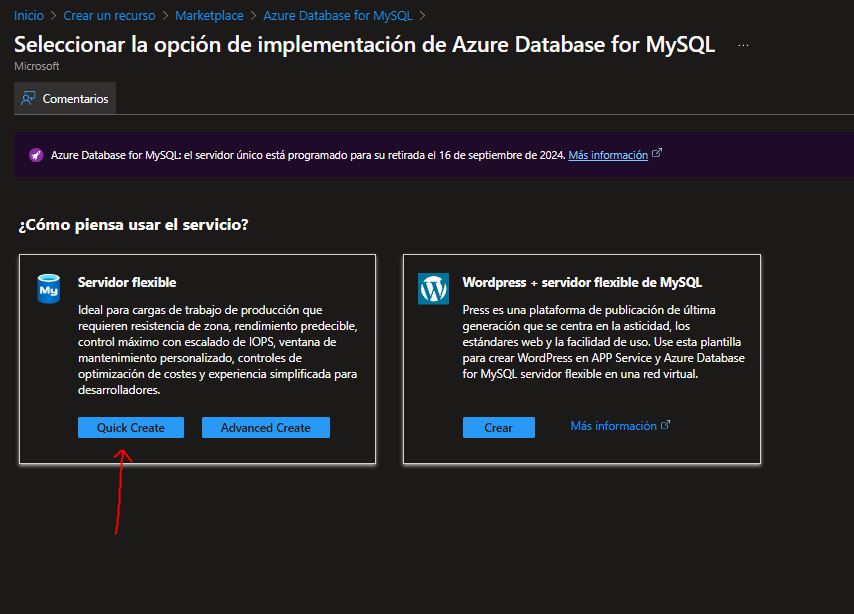 Inicio > Crear un recurso > Marketplace > Azure Database for MySQL >
Seleccionar la opción de implementación de Azure Database for MySQL ...
Microsoft
Comentarios
Azure Database for MySQL: el servidor único está programado para su retirada el 16 de septiembre de 2024. Más información
¿Cómo piensa usar el servicio?
My
Servidor flexible
Ideal para cargas de trabajo de producción que
requieren resistencia de zona, rendimiento predecible,
control máximo con escalado de IOPS, ventana de
mantenimiento personalizado, controles de
optimización de costes y experiencia simplificada para
desarrolladores.
Quick Create
Advanced Create
Wordpress + servidor flexible de MySQL
Press es una plataforma de publicación de última
generación que se centra en la asticidad, los
estándares web y la facilidad de uso. Use esta plantilla
para crear WordPress en APP Service y Azure Database
for MySQL servidor flexible en una red virtual.
Crear
Más información